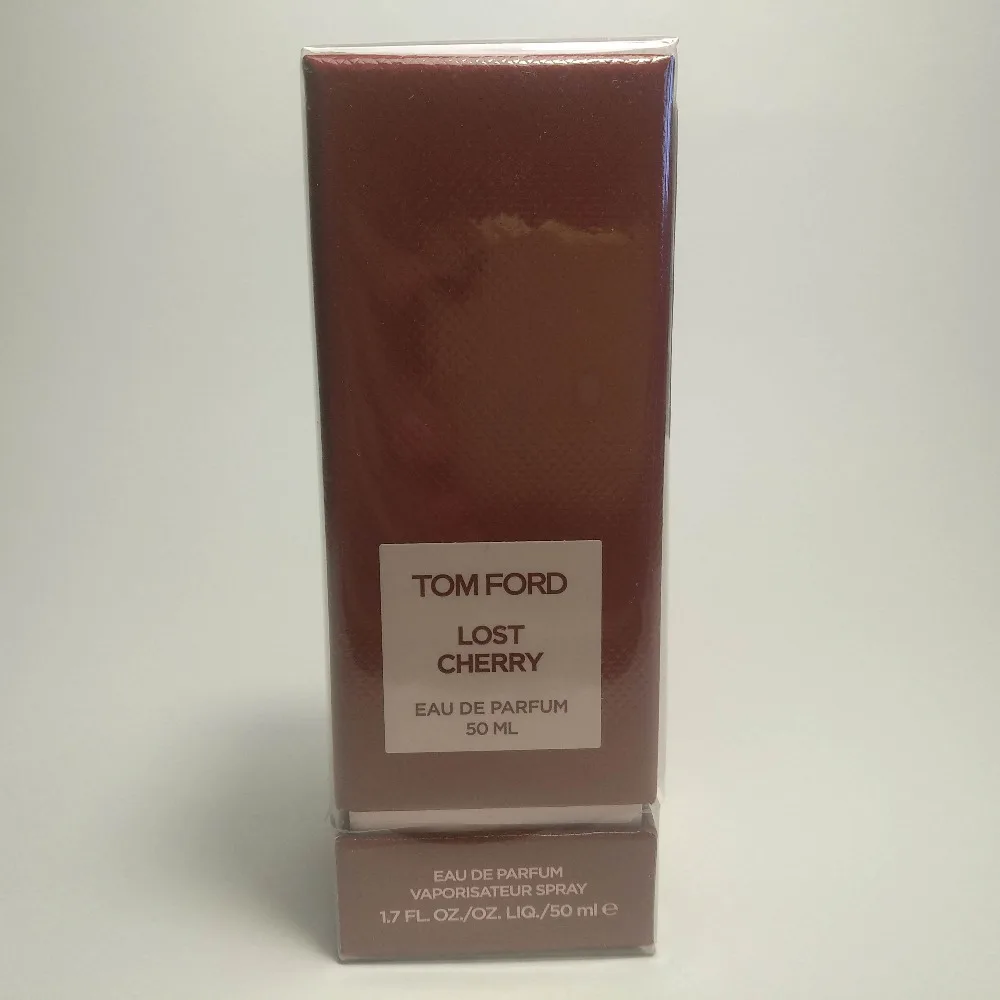 TOM FORD
LOST
CHERRY
EAU DE PARFUM
50 ML
EAU DE PARFUM
VAPORISATEUR SPRAY
1.7 FL. OZ./OZ. LIQ./50 ml ℮